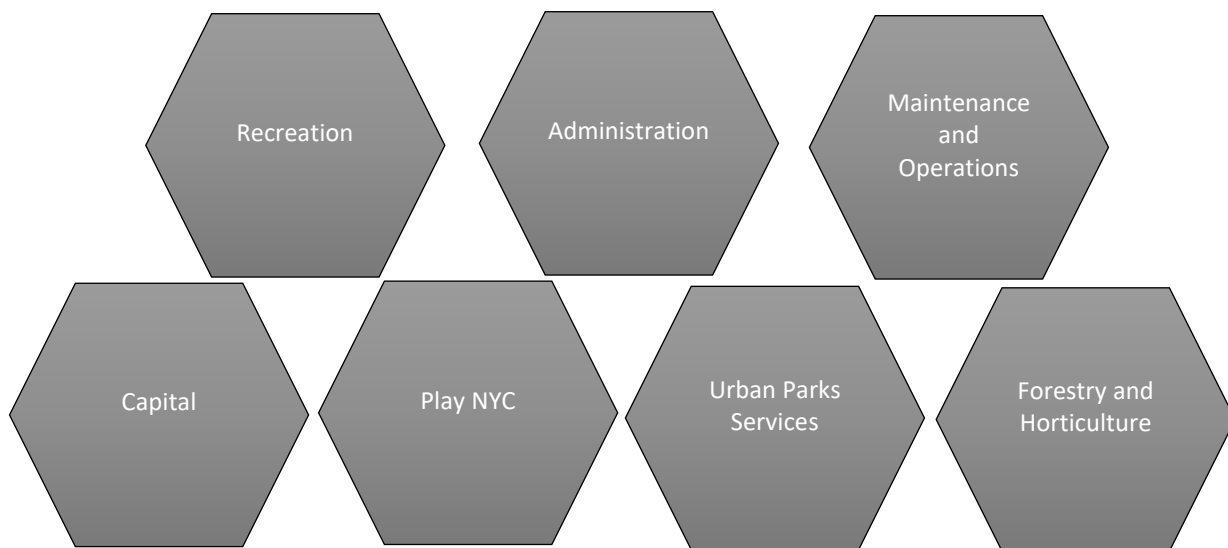 Recreation
Administration
Maintenance
and
Operations
Capital
Play NYC
Urban Parks
Services
Forestry and
Horticulture